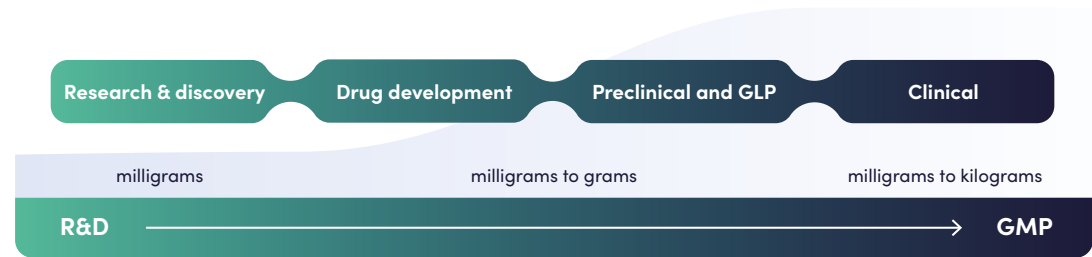 Research & discovery
Drug development
Preclinical and GLP
Clinical
milligrams
milligrams to grams
milligrams to kilograms
R&D
GMP